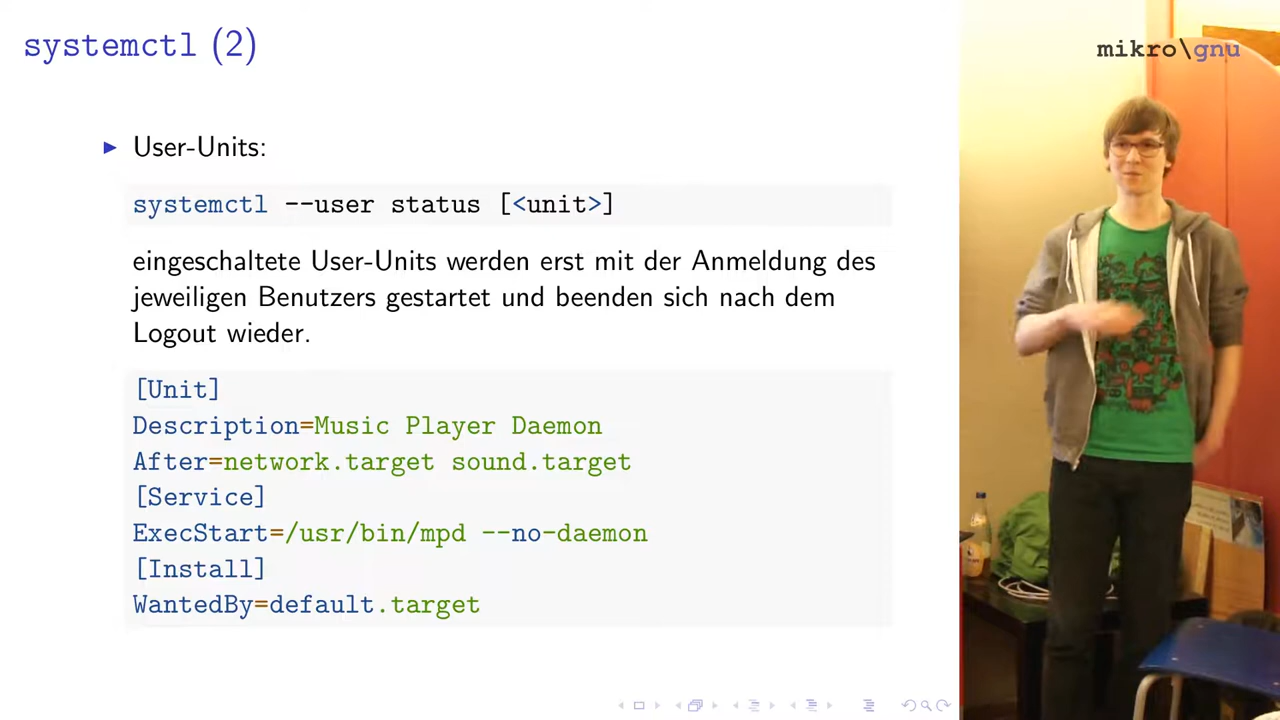 systemctl (2)
mikro\gnu
User-Units:
systemctl --user status [<unit>]
eingeschaltete User-Units werden erst mit der Anmeldung des
jeweiligen Benutzers gestartet und beenden sich nach dem
Logout wieder.
[Unit]
Description=Music Player Daemon
After=network.target sound.target
[Service]
ExecStart=/usr/bin/mpd --no-daemon
[Install]
WantedBy=default.target